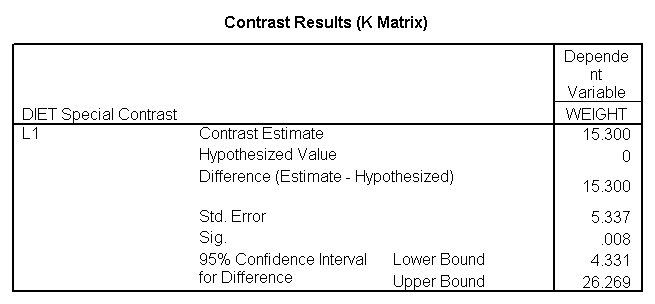 Contrast Results (K Matrix)
Depende
nt
Variable
DIET Special Contrast WEIGHT
L1 Contrast Estimate 15.300
Hypothesized Value 0
Difference (Estimate - Hypothesized)
15.300
Std. Error 5.337
Sig. .008
95% Confidence Interval Lower Bound 4.331
for Difference Upper Bound 26.269